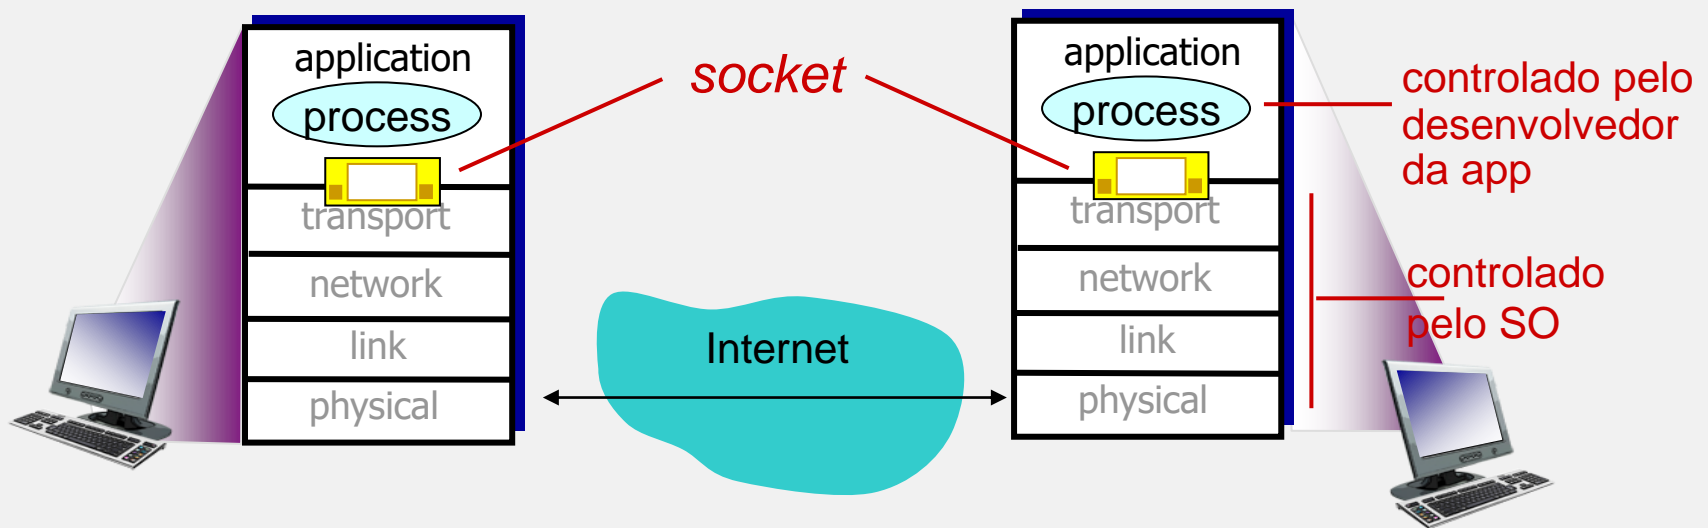 application
process
transport
network
link
physical
socket
Internet
application
process
transport
network
link
physical
controlado pelo
desenvolvedor
da app
controlado
pelo SO